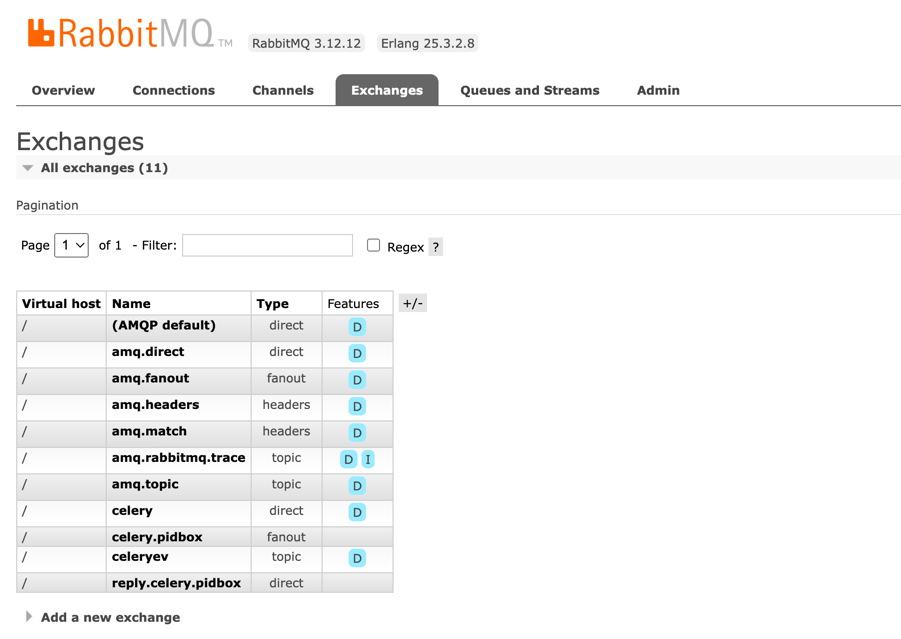 RabbitMQ TM RabbitMQ 3.12.12 Erlang 25.3.2.8
Overview Connections Channels Exchanges Queues and Streams Admin
Exchanges
All exchanges (11)
Pagination
Page 1 of 1 - Filter: Regex ?
Virtual host Name Type Features +/-
/ (AMQP default) direct D
/ amq.direct direct D
/ amq.fanout fanout D
/ amq.headers headers D
/ amq.match headers D
/ amq.rabbitmq.trace topic D I
/ amq.topic topic D
/ celery direct D
/ celery.pidbox fanout
/ celeryev topic D
/ reply.celery.pidbox direct
Add a new exchange